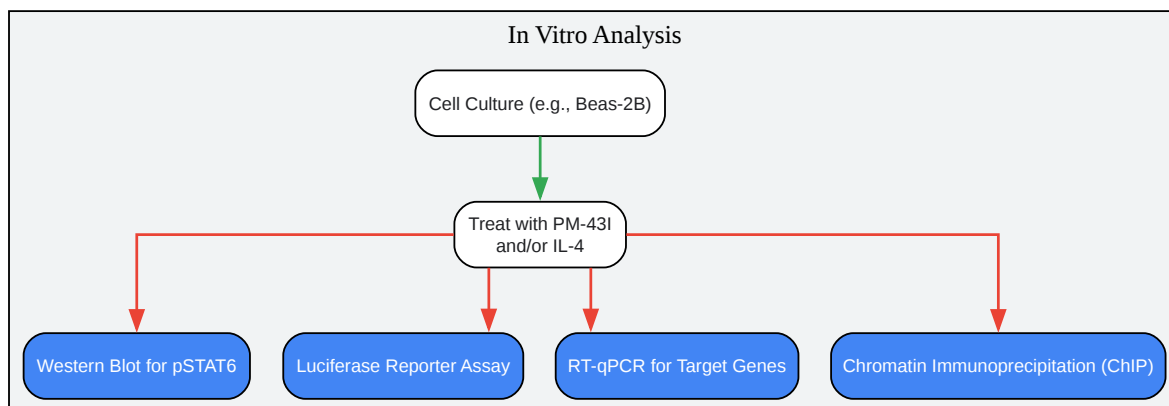 In Vitro Analysis
Cell Culture (e.g., Beas-2B)
Treat with PM-43I
and/or IL-4
Western Blot for pSTAT6
Luciferase Reporter Assay
RT-qPCR for Target Genes
Chromatin Immunoprecipitation (ChIP)